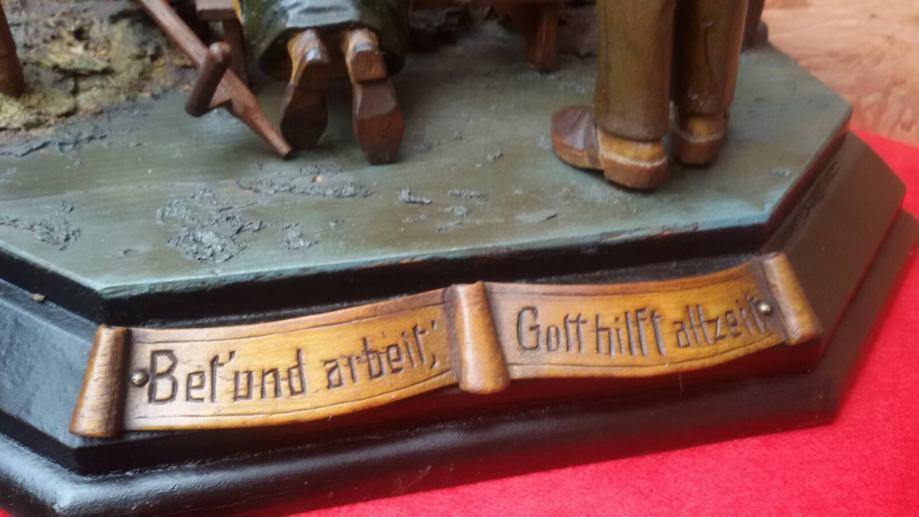 Bet' und arbeit', Gott hilft allzeit.